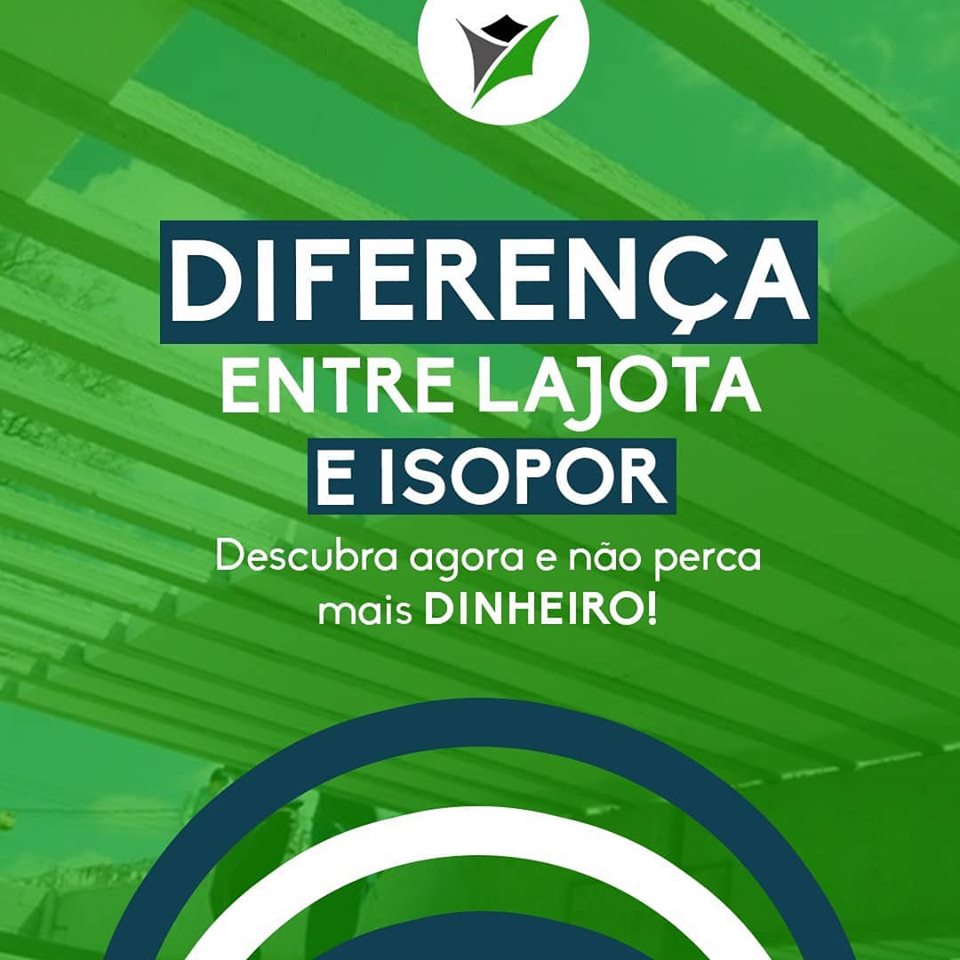 DIFERENÇA
ENTRE LAJOTA
E ISOPOR
Descubra agora e não perca
mais DINHEIRO!